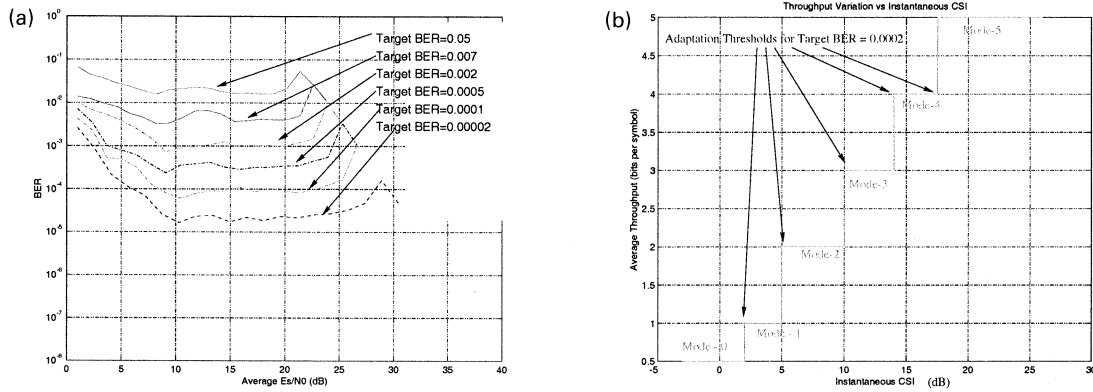 (a)
10^0
10^-1
10^-2
10^-3
10^-4
10^-5
10^-6
10^-7
10^-8
BER
0 5 10 15 20 25 30 35 40
Average Es/N0 (dB)
Target BER=0.05
Target BER=0.007
Target BER=0.002
Target BER=0.0005
Target BER=0.0001
Target BER=0.00002
(b)
Throughput Variation vs Instantaneous CSI
5
4.5
4
3.5
3
2.5
2
1.5
1
0.5
Average Throughput (bits per symbol)
Adaptation Thresholds for Target BER = 0.0002
Mode-5
Mode-4
Mode-3
Mode-2
Mode-1
Mode-0
-5 0 5 10 15 20 25 30
Instantaneous CSI (dB)